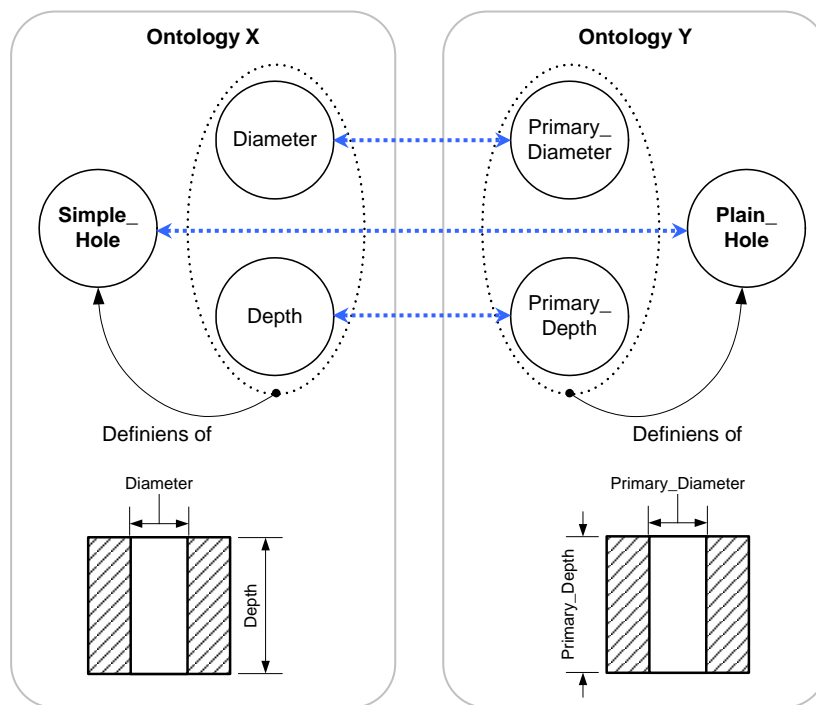 Ontology X
Diameter
Simple_
Hole
Depth
Definiens of
Diameter
Depth
Ontology Y
Primary_
Diameter
Plain_
Hole
Primary_
Depth
Definiens of
Primary_Diameter
Primary_Depth